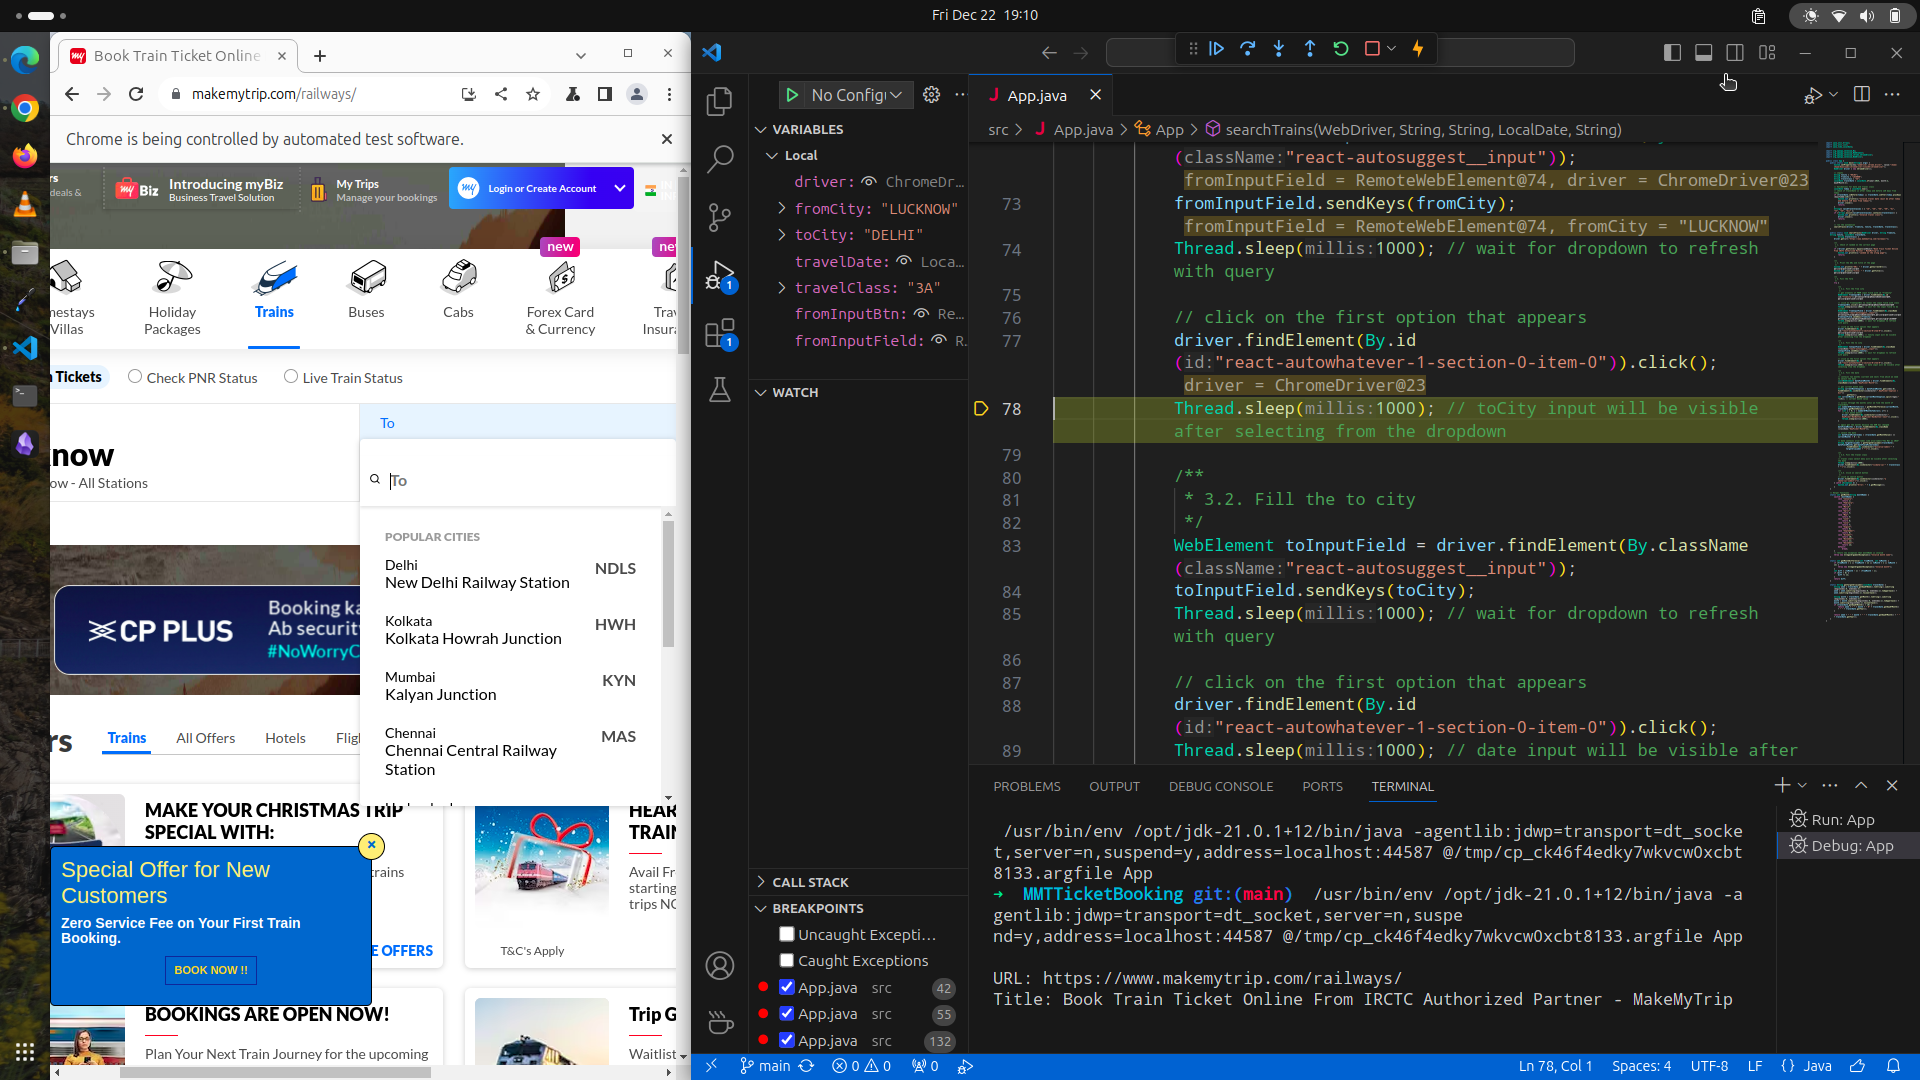 Fri Dec 22 19:10
Book Train Ticket Online
makemytrip.com/railways/
Chrome is being controlled by automated test software.
rs
deals &
my Biz
Introducing myBiz
Business Travel Solution
My Trips
Manage your bookings
my
Login or Create Account
new
Holiday
Packages
Trains
Buses
Cabs
Forex Card
& Currency
Villas
Tickets
Check PNR Status
Live Train Status
To
know
ow - All Stations
To
POPULAR CITIES
Delhi
New Delhi Railway Station
NDLS
Kolkata
Kolkata Howrah Junction
HWH
Mumbai
Kalyan Junction
KYN
Chennai
Chennai Central Railway
Station
MAS
CP PLUS
Booking ka
Ab securit
#NoWorryC
rs
Trains
All Offers
Hotels
Fligh
MAKE YOUR CHRISTMAS TRIP
SPECIAL WITH:
trains
E OFFERS
HEAR
TRAIN
Avail Fr
starting
trips NO
T&C's Apply
Special Offer for New
Customers
Zero Service Fee on Your First Train
Booking.
BOOK NOW !!
BOOKINGS ARE OPEN NOW!
Plan Your Next Train Journey for the upcoming
Trip G
Waitlist
No Config
VARIABLES
Local
driver: ChromeDr...
fromCity: "LUCKNOW"
toCity: "DELHI"
travelDate: Loca...
travelClass: "3A"
fromInputBtn: Re...
fromInputField: R.
WATCH
CALL STACK
BREAKPOINTS
Uncaught Excepti...
Caught Exceptions
App.java src 42
App.java src 55
App.java src 132
1
1
App.java
src > App.java > App > searchTrains(WebDriver, String, String, LocalDate, String)
(className:"react-autosuggest__input"));
fromInputField = RemoteWebElement@74, driver = ChromeDriver@23
73 fromInputField.sendKeys(fromCity);
fromInputField = RemoteWebElement@74, fromCity = "LUCKNOW"
74 Thread.sleep(millis:1000); // wait for dropdown to refresh
with query
75
76 // click on the first option that appears
77 driver.findElement(By.id
(id:"react-autowhatever-1-section-0-item-0")).click();
driver = ChromeDriver@23
78 Thread.sleep(millis:1000); // toCity input will be visible
after selecting from the dropdown
79
80 /**
81 * 3.2. Fill the to city
82 */
83 WebElement toInputField = driver.findElement(By.className
(className:"react-autosuggest__input"));
84 toInputField.sendKeys(toCity);
85 Thread.sleep(millis:1000); // wait for dropdown to refresh
with query
86
87 // click on the first option that appears
88 driver.findElement(By.id
(id:"react-autowhatever-1-section-0-item-0")).click();
89 Thread.sleep(millis:1000); // date input will be visible after
PROBLEMS OUTPUT DEBUG CONSOLE PORTS TERMINAL
Run: App
Debug: App
/usr/bin/env /opt/jdk-21.0.1+12/bin/java -agentlib:jdwp=transport=dt_socke
t,server=n,suspend=y,address=localhost:44587 @/tmp/cp_ck46f4edky7wkvcw0xcbt
8133.argfile App
➜ MMTTicketBooking git:(main) /usr/bin/env /opt/jdk-21.0.1+12/bin/java -a
gentlib:jdwp=transport=dt_socket,server=n,suspe
nd=y,address=localhost:44587 @/tmp/cp_ck46f4edky7wkvcw0xcbt8133.argfile App
URL: https://www.makemytrip.com/railways/
Title: Book Train Ticket Online From IRCTC Authorized Partner - MakeMyTrip
main 0 0 0 Ln 78, Col 1 Spaces: 4 UTF-8 LF {} Java